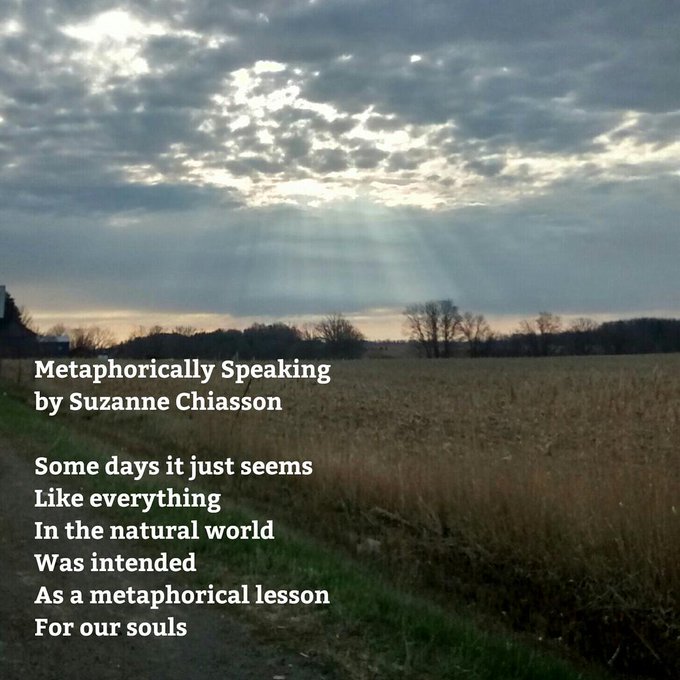 Metaphorically Speaking
by Suzanne Chiasson
Some days it just seems
Like everything
In the natural world
Was intended
As a metaphorical lesson
For our souls